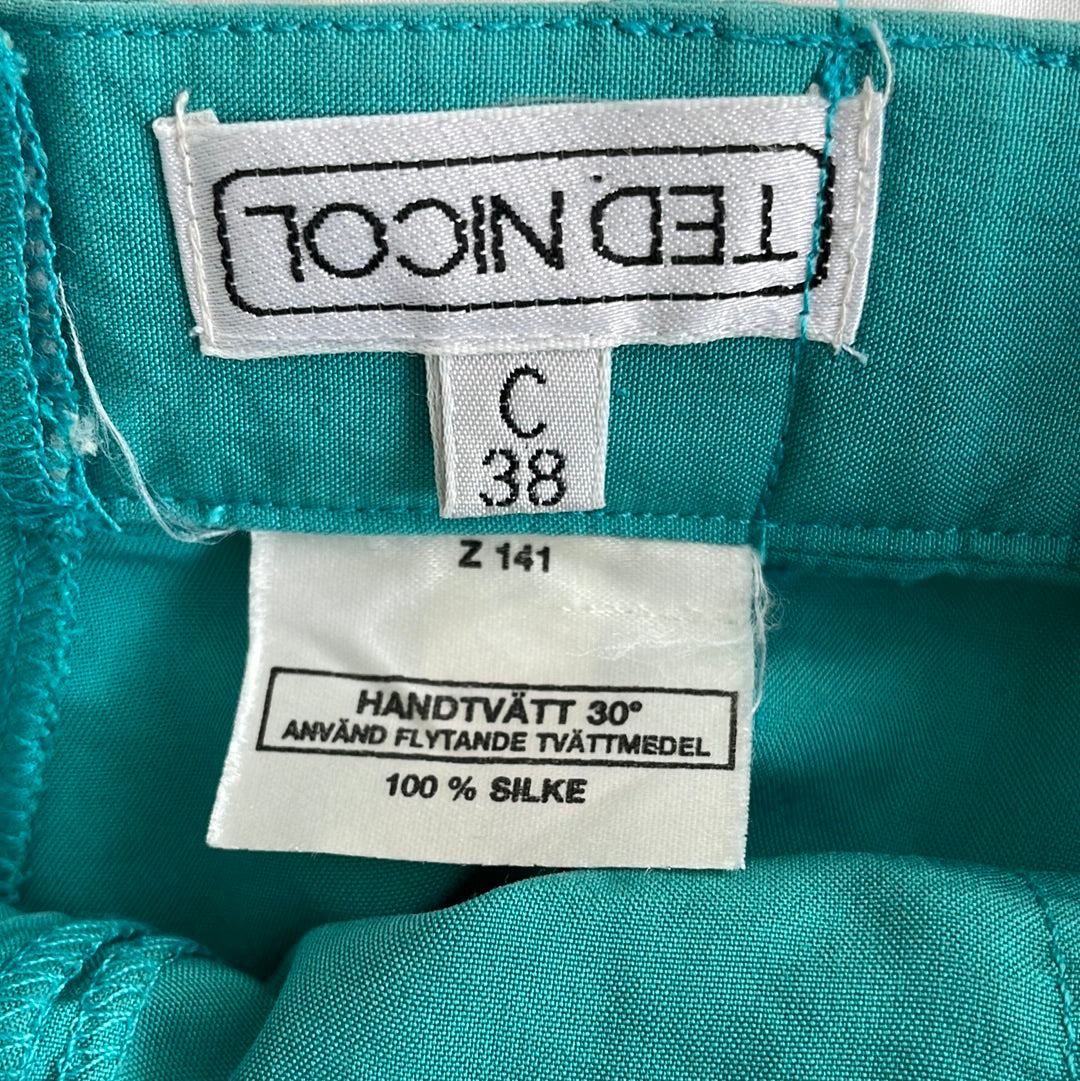 TED NICOL
C
38
Z 141
HANDTVÄTT 30°
ANVÄND FLYTANDE TVÄTTMEDEL
100 % SILKE